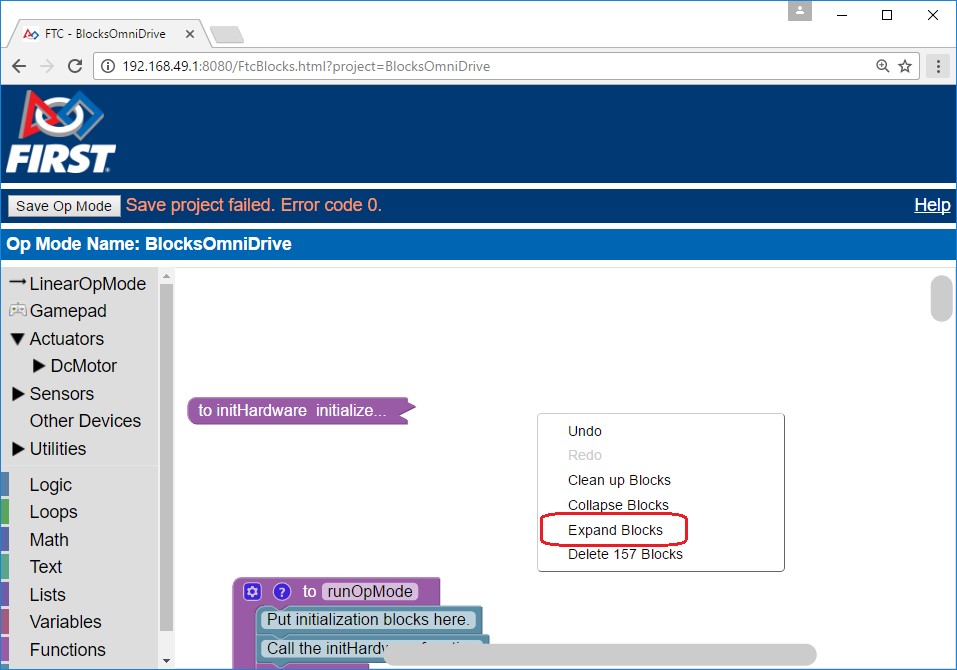 FTC - BlocksOmniDrive
192.168.49.1:8080/FtcBlocks.html?project=BlocksOmniDrive
FIRST
Save Op Mode Save project failed. Error code 0. Help
Op Mode Name: BlocksOmniDrive
LinearOpMode
Gamepad
Actuators
DcMotor
Sensors
Other Devices
Utilities
Logic
Loops
Math
Text
Lists
Variables
Functions
to initHardware initialize...
Undo
Redo
Clean up Blocks
Collapse Blocks
Expand Blocks
Delete 157 Blocks
? to runOpMode
Put initialization blocks here.
Call the